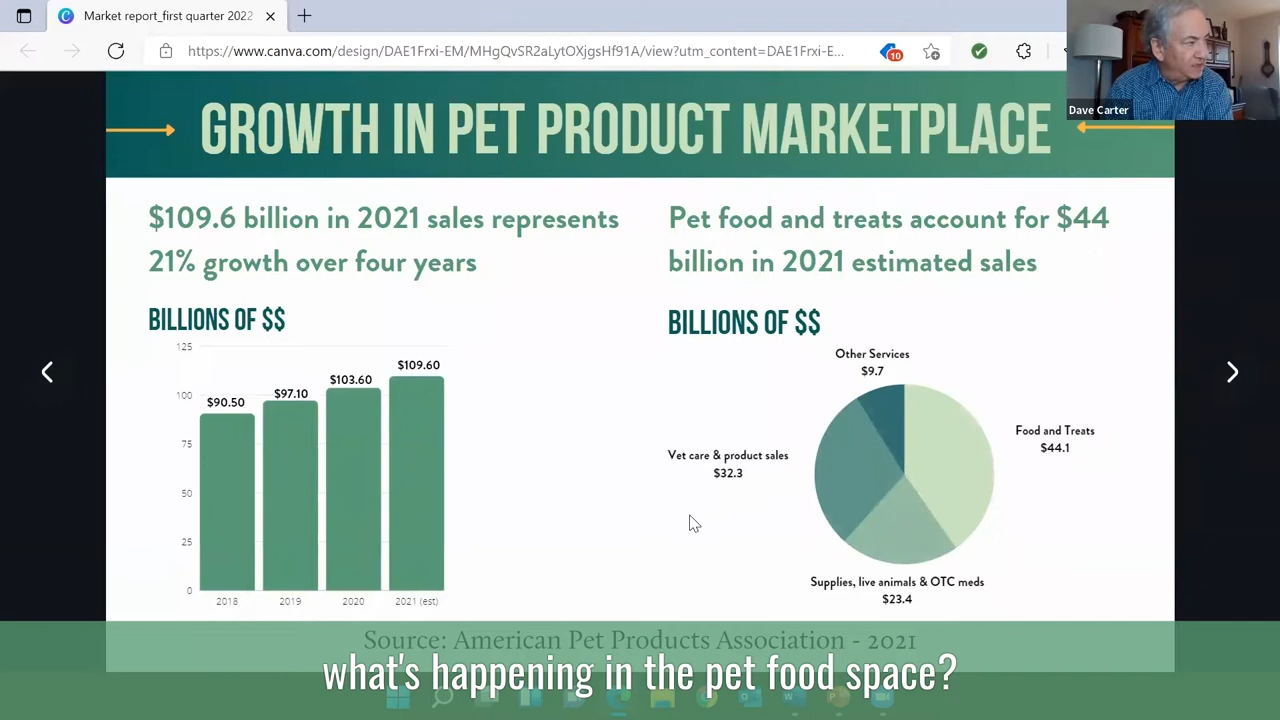 Market report_first quarter 2022
https://www.canva.com/design/DAE1Frxi-EM/MHgQvSR2aLytOXjgsHf91A/view?utm_content=DAE1Frxi-E...
10
Dave Carter
GROWTH IN PET PRODUCT MARKETPLACE
$109.6 billion in 2021 sales represents
21% growth over four years
BILLIONS OF $$
125
100
75
50
25
0
$90.50
$97.10
$103.60
$109.60
2018
2019
2020
2021 (est)
Pet food and treats account for $44
billion in 2021 estimated sales
BILLIONS OF $$
Other Services
$9.7
Food and Treats
$44.1
Vet care & product sales
$32.3
Supplies, live animals & OTC meds
$23.4
Source: American Pet Products Association - 2021
what's happening in the pet food space?